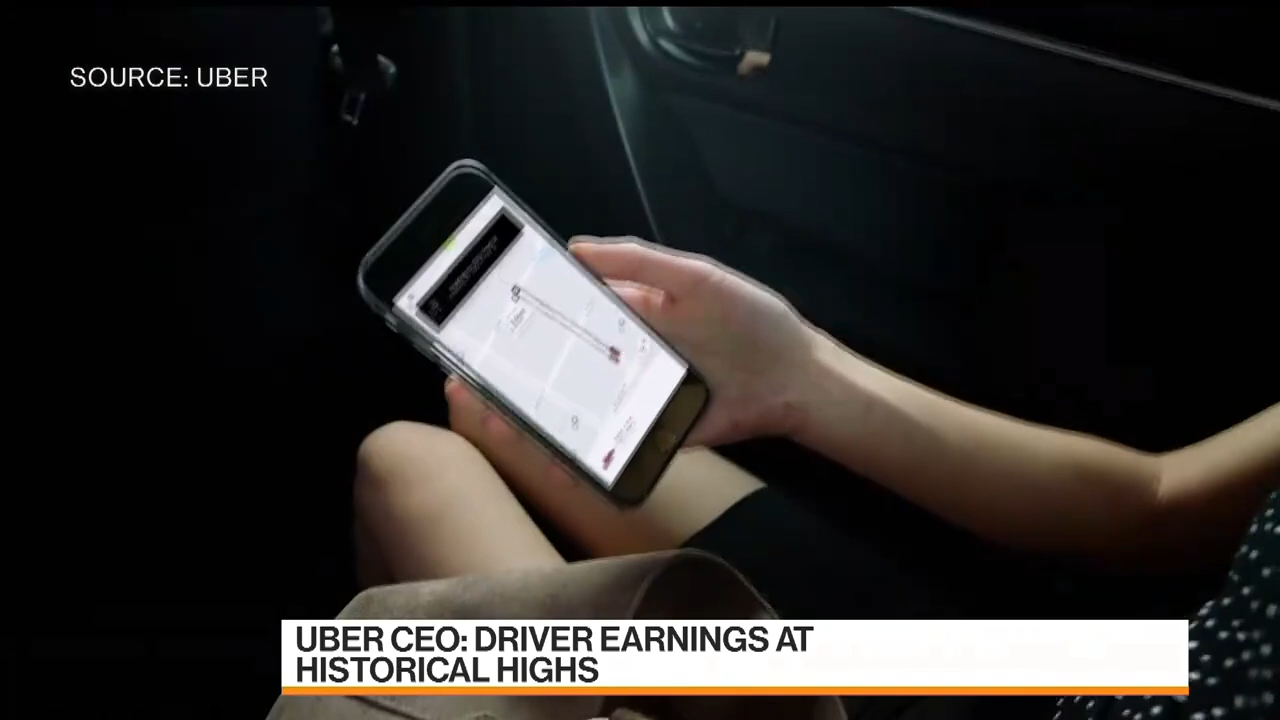 SOURCE: UBER
UBER CEO: DRIVER EARNINGS AT
HISTORICAL HIGHS